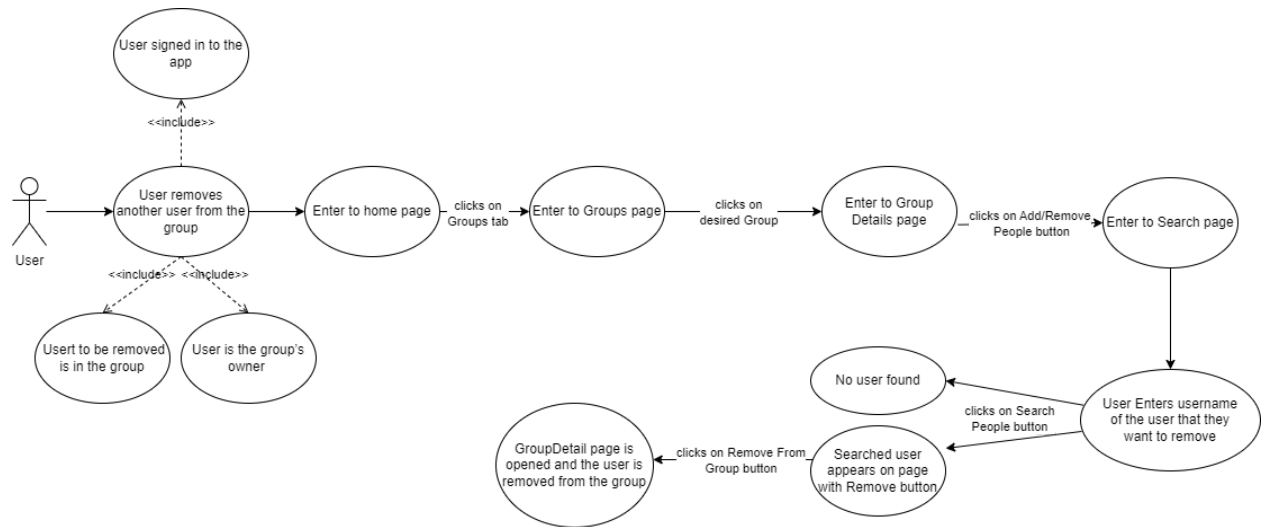 User signed in to the
app
<<include>>
User
User removes
another user from the
group
Enter to home page
clicks on
Groups tab
Enter to Groups page
clicks on
desired Group
Enter to Group
Details page
clicks on Add/Remove
People button
Enter to Search page
<<include>>
<<include>>
Usert to be removed
is in the group
User is the group's
owner
User Enters username
of the user that they
want to remove
clicks on Search
People button
No user found
Searched user
appears on page
with Remove button
clicks on Remove From
Group button
GroupDetail page is
opened and the user is
removed from the group